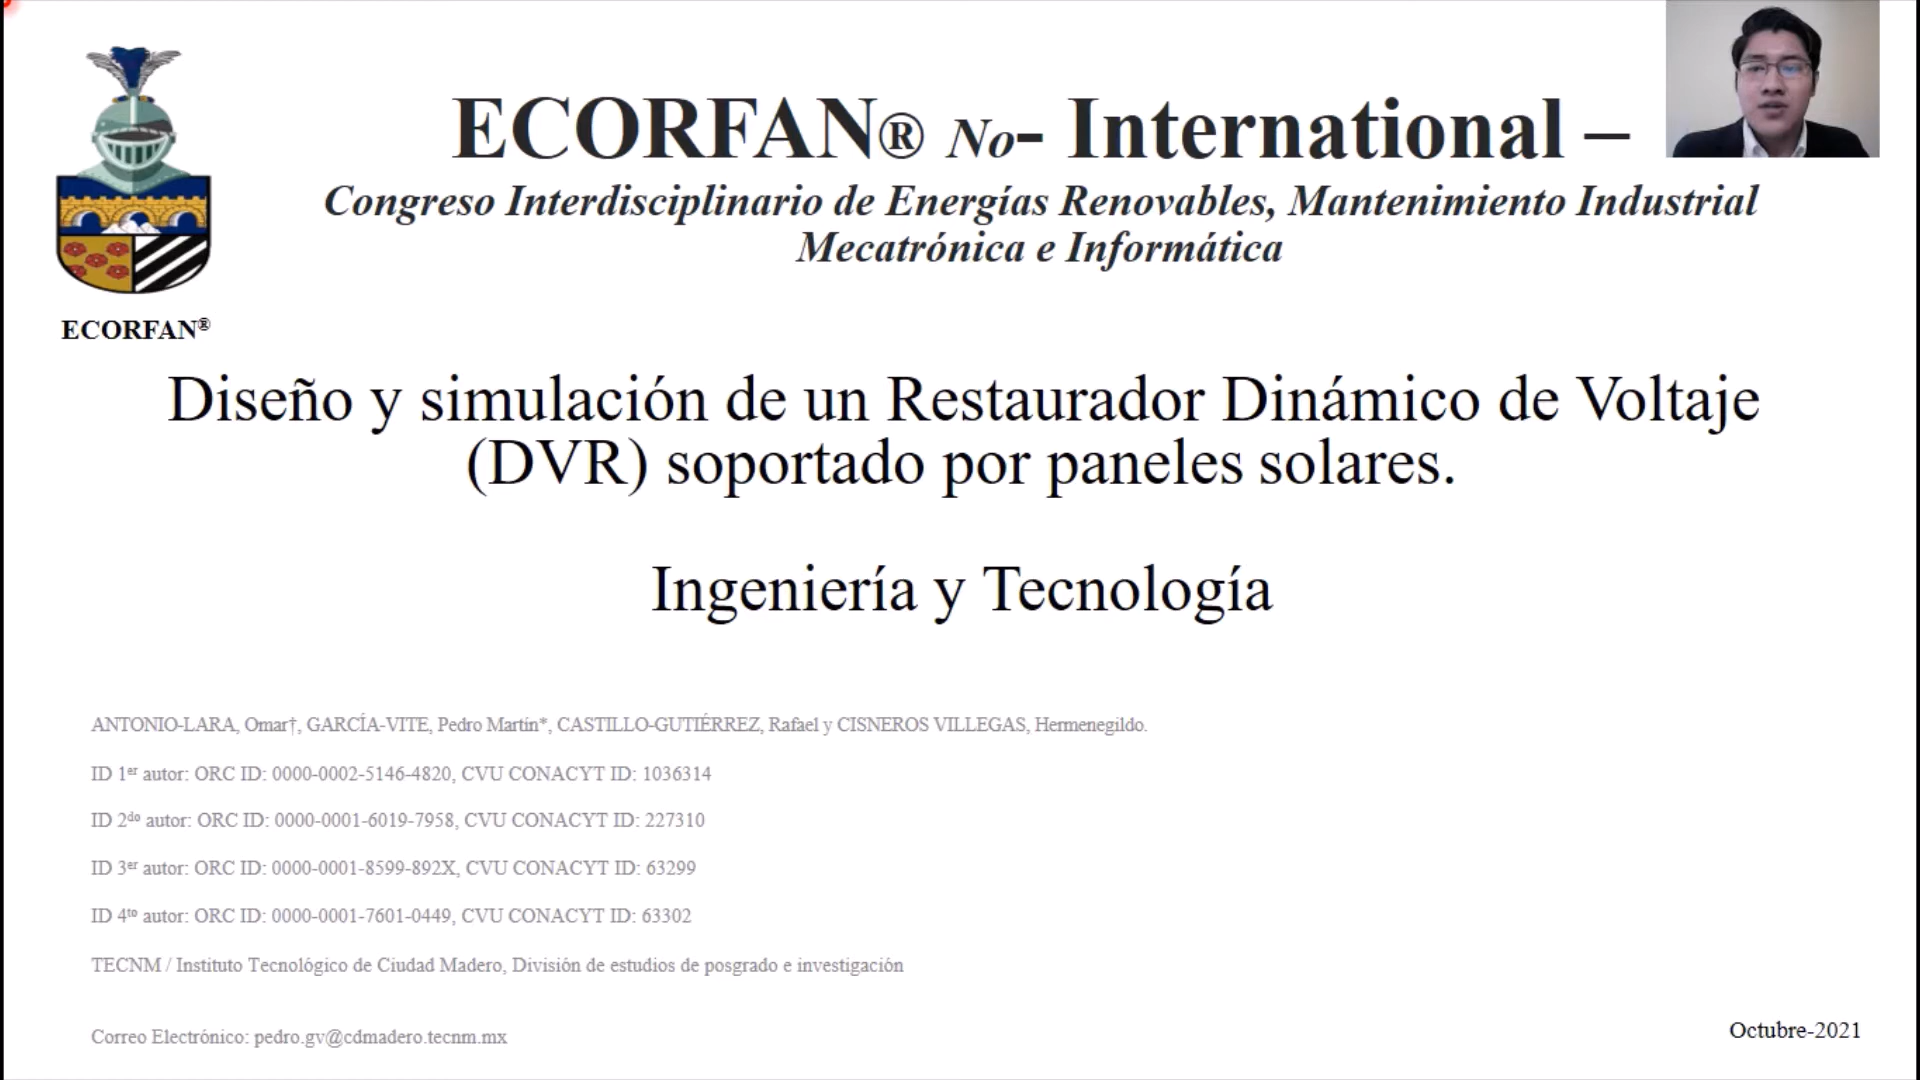 ECORFAN® No- International –
Congreso Interdisciplinario de Energías Renovables, Mantenimiento Industrial
Mecatrónica e Informática
ECORFAN®
Diseño y simulación de un Restaurador Dinámico de Voltaje
(DVR) soportado por paneles solares.
Ingeniería y Tecnología
ANTONIO-LARA, Omar†, GARCÍA-VITE, Pedro Martín*, CASTILLO-GUTIÉRREZ, Rafael y CISNEROS VILLEGAS, Hermenegildo.
ID 1er autor: ORC ID: 0000-0002-5146-4820, CVU CONACYT ID: 1036314
ID 2do autor: ORC ID: 0000-0001-6019-7958, CVU CONACYT ID: 227310
ID 3er autor: ORC ID: 0000-0001-8599-892X, CVU CONACYT ID: 63299
ID 4to autor: ORC ID: 0000-0001-7601-0449, CVU CONACYT ID: 63302
TECNM / Instituto Tecnológico de Ciudad Madero, División de estudios de posgrado e investigación
Correo Electrónico: pedro.gv@cdmadero.tecnm.mx
Octubre-2021